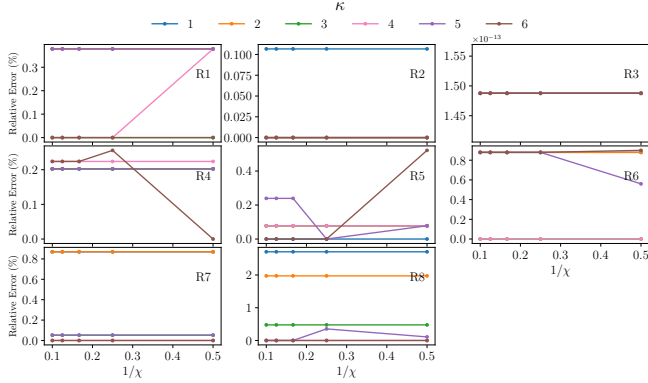 κ
1 2 3 4 5 6
Relative Error (%)
0.3
0.2
0.1
0.0
R1
0.100
0.075
0.050
0.025
0.000
R2
×10⁻¹³
1.55
1.50
1.45
R3
Relative Error (%)
0.2
0.1
0.0
R4
0.4
0.2
0.0
R5
0.8
0.6
0.4
0.2
0.0
R6
0.1 0.2 0.3 0.4 0.5
1/χ
Relative Error (%)
0.8
0.6
0.4
0.2
0.0
R7
0.1 0.2 0.3 0.4 0.5
1/χ
2
1
0
R8
0.1 0.2 0.3 0.4 0.5
1/χ